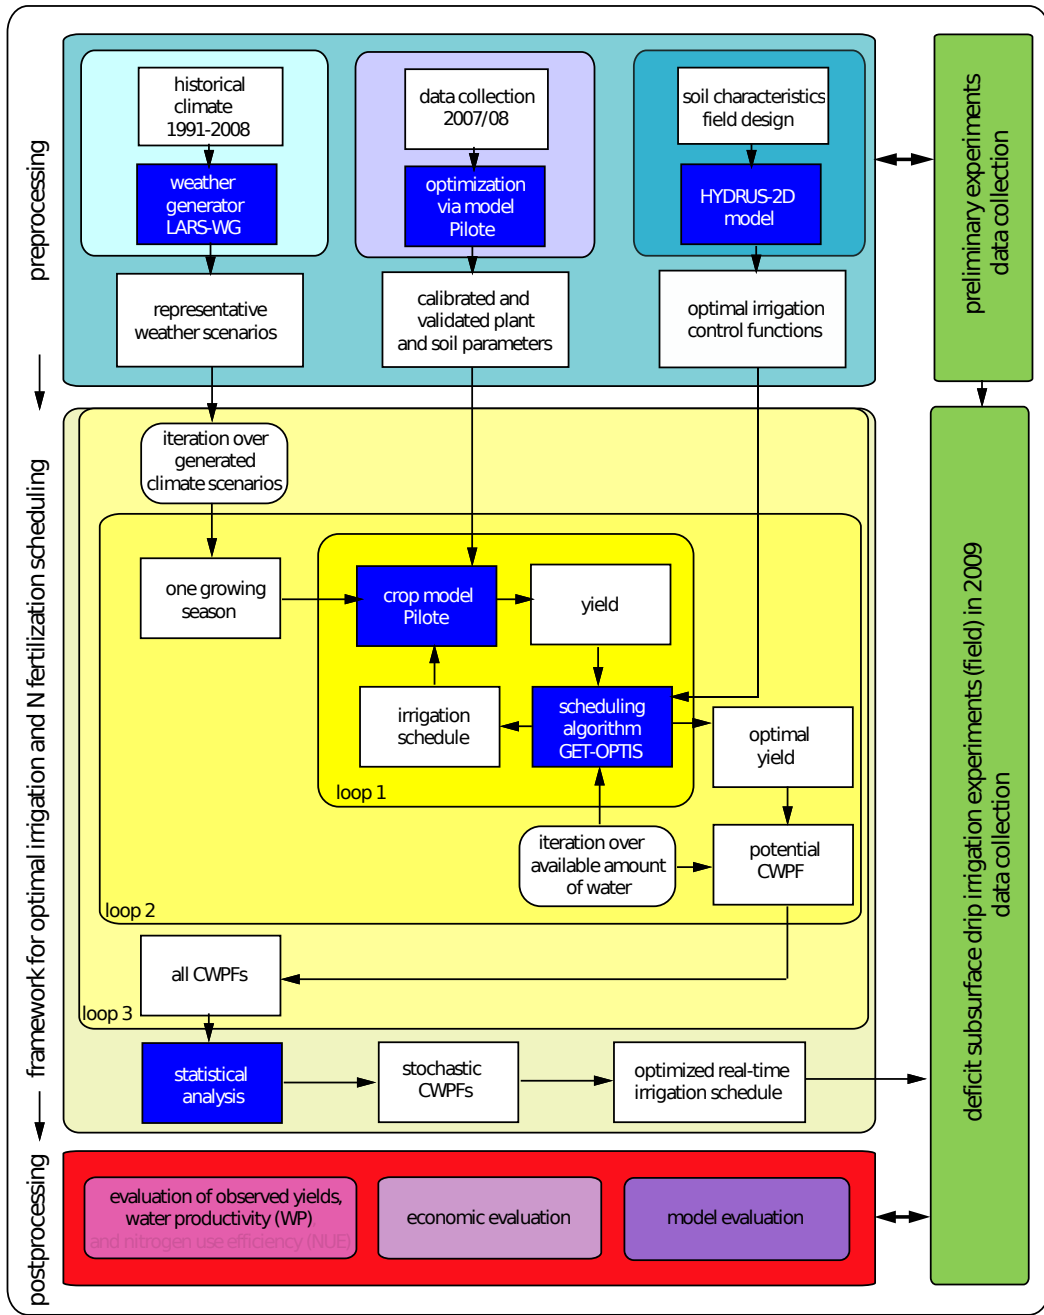 preprocessing
historical
climate
1991-2008
weather
generator
LARS-WG
representative
weather scenarios
data collection
2007/08
optimization
via model
Pilote
calibrated and
validated plant
and soil parameters
soil characteristics
field design
HYDRUS-2D
model
optimal irrigation
control functions
preliminary experiments
data collection
framework for optimal irrigation and N fertilization scheduling
iteration over
generated
climate scenarios
one growing
season
crop model
Pilote
yield
irrigation
schedule
scheduling
algorithm
GET-OPTIS
loop 1
optimal
yield
iteration over
available amount
of water
potential
CWPF
loop 2
all CWPFs
loop 3
statistical
analysis
stochastic
CWPFs
optimized real-time
irrigation schedule
deficit subsurface drip irrigation experiments (field) in 2009
data collection
postprocessing
evaluation of observed yields,
water productivity (WP),
and nitrogen use efficiency (NUE)
economic evaluation
model evaluation